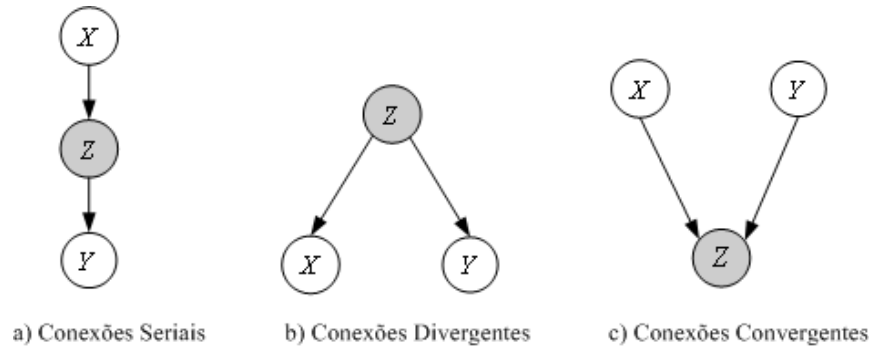 X
Z
Y
a) Conexões Seriais
Z
X
Y
b) Conexões Divergentes
X
Y
Z
c) Conexões Convergentes